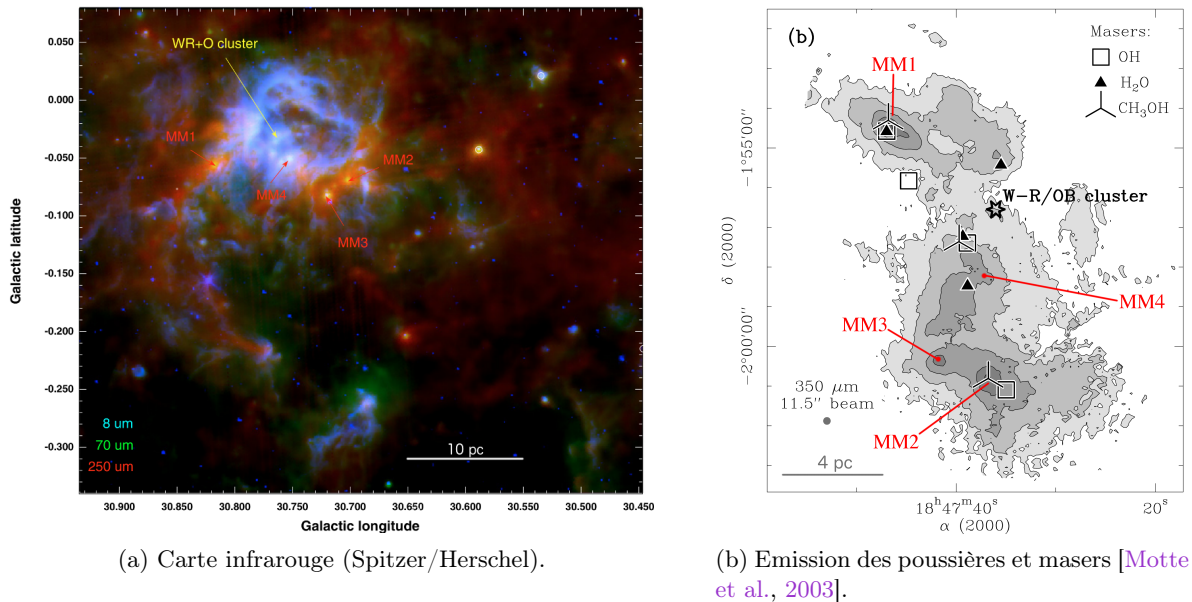 0.050
0.000
-0.050
-0.100
-0.150
-0.200
-0.250
-0.300
Galactic latitude
WR+O cluster
MM1
MM2
MM4
MM3
8 um
70 um
250 um
10 pc
30.900
30.850
30.800
30.750
30.700
30.650
30.600
30.550
30.500
30.450
Galactic longitude
(a) Carte infrarouge (Spitzer/Herschel).
(b)
Masers:
OH
H₂O
CH₃OH
MM1
W-R/OB cluster
MM4
MM3
MM2
350 μm
11.5" beam
4 pc
−1°55'00"
−2°00'00"
δ (2000)
18ʰ47ᵐ40ˢ
20ˢ
α (2000)
(b) Emission des poussières et masers [Motte
et al., 2003].